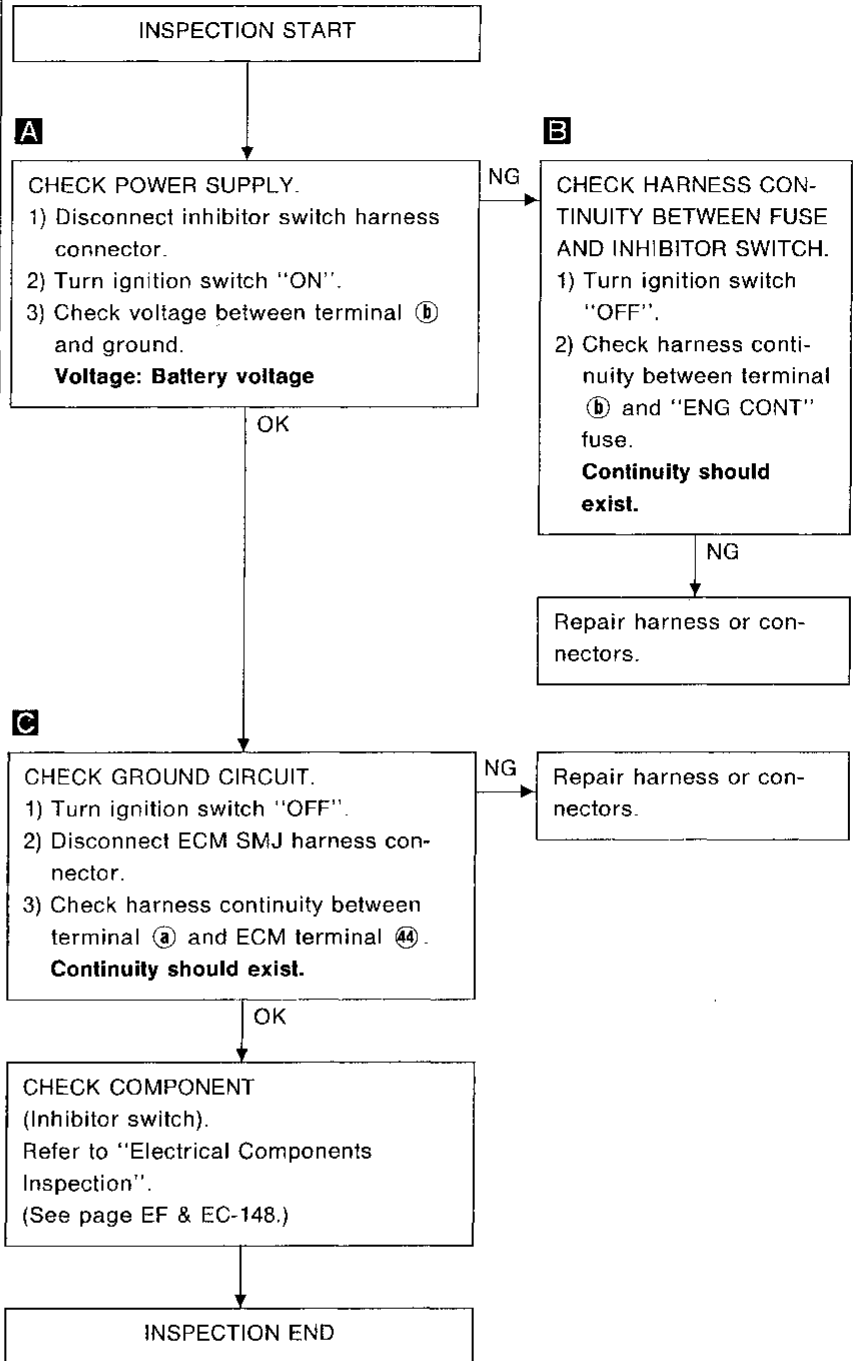 INSPECTION START
A
CHECK POWER SUPPLY.
1) Disconnect inhibitor switch harness
connector.
2) Turn ignition switch "ON".
3) Check voltage between terminal ⓑ
and ground.
Voltage: Battery voltage
NG
B
CHECK HARNESS CON-
TINUITY BETWEEN FUSE
AND INHIBITOR SWITCH.
1) Turn ignition switch
"OFF".
2) Check harness conti-
nuity between terminal
ⓑ and "ENG CONT"
fuse.
Continuity should
exist.
OK
NG
Repair harness or con-
nectors.
C
CHECK GROUND CIRCUIT.
1) Turn ignition switch "OFF".
2) Disconnect ECM SMJ harness con-
nector.
3) Check harness continuity between
terminal ⓐ and ECM terminal ㊹.
Continuity should exist.
NG
Repair harness or con-
nectors.
OK
CHECK COMPONENT
(Inhibitor switch).
Refer to "Electrical Components
Inspection".
(See page EF & EC-148.)
INSPECTION END